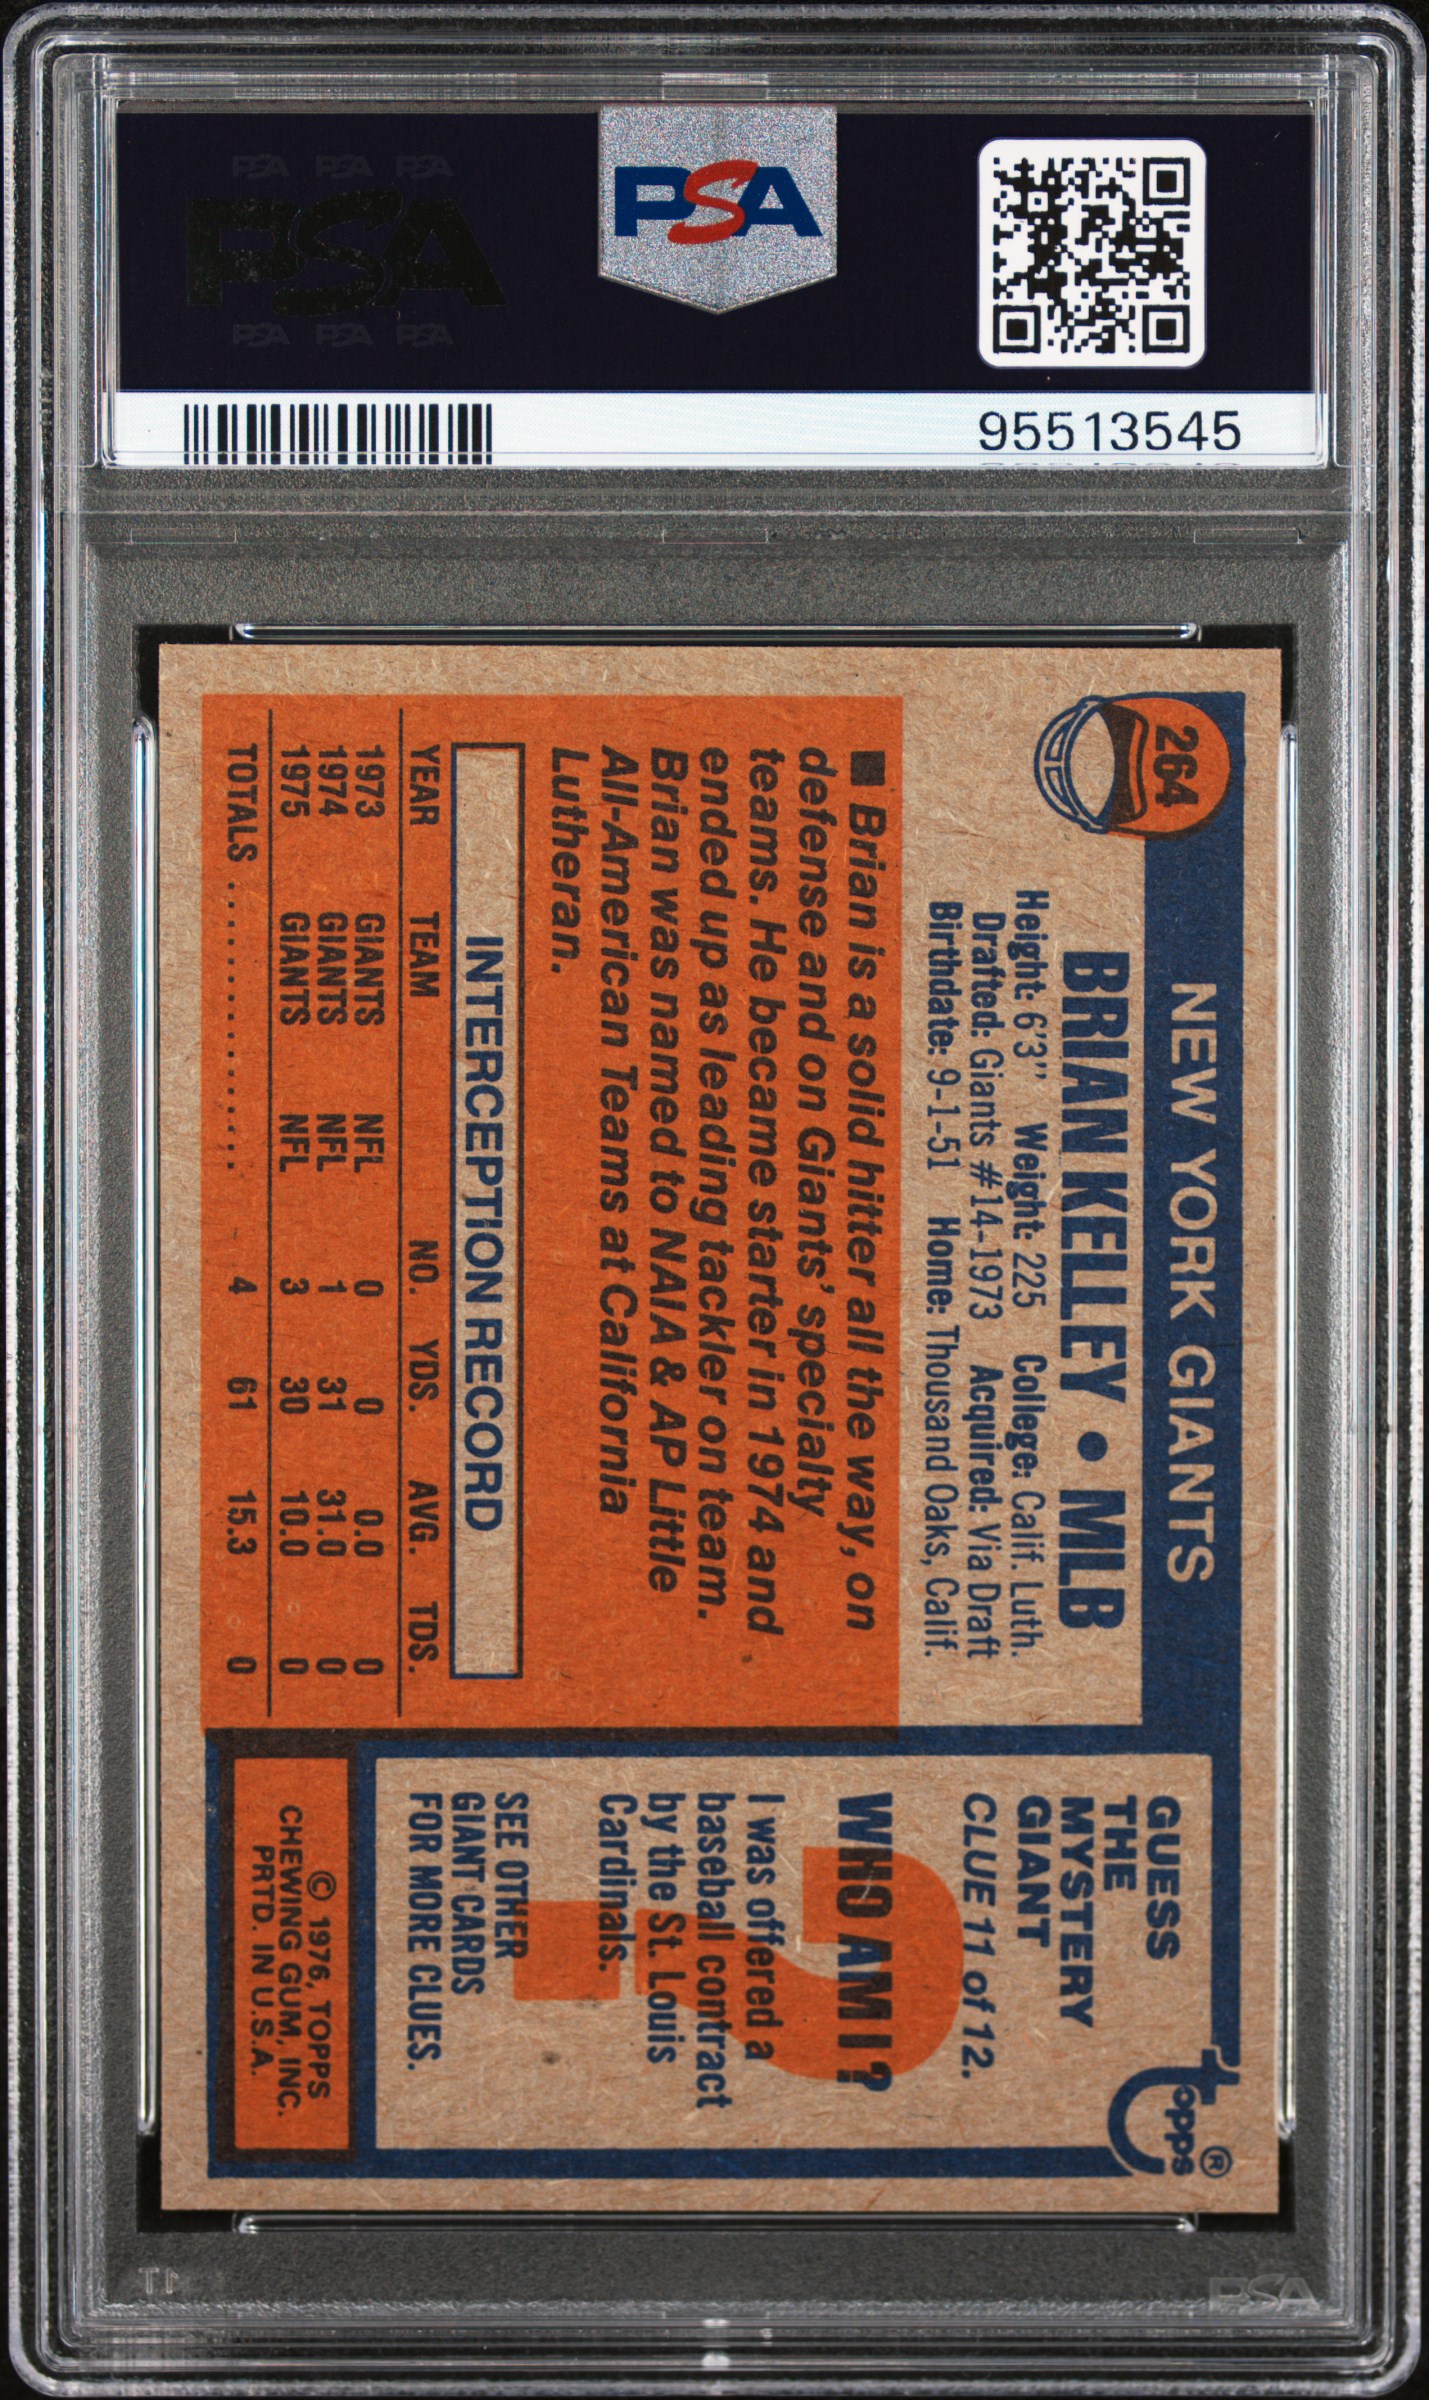 PSA PSA PSA
PSA
PSA PSA PSA
PSA
95513545
264
NEW YORK GIANTS
BRIAN KELLEY • MLB
Height: 6'3" Weight: 225 College: Calif. Luth.
Drafted: Giants #14-1973 Acquired: Via Draft
Birthdate: 9-1-51 Home: Thousand Oaks, Calif.
■ Brian is a solid hitter all the way, on
defense and on Giants' specialty
teams. He became starter in 1974 and
ended up as leading tackler on team.
Brian was named to NAIA & AP Little
All-American Teams at California
Lutheran.
INTERCEPTION RECORD
YEAR TEAM NO. YDS. AVG. TDS.
1973 GIANTS NFL 0 0 0.0 0
1974 GIANTS NFL 1 31 31.0 0
1975 GIANTS NFL 3 30 10.0 0
TOTALS .................... 4 61 15.3 0
topps®
GUESS
THE
MYSTERY
GIANT
CLUE 11 of 12.
?
WHO AM I?
I was offered a
baseball contract
by the St. Louis
Cardinals.
SEE OTHER
GIANT CARDS
FOR MORE CLUES.
© 1976, TOPPS
CHEWING GUM, INC.
PRTD. IN U.S.A.
PSA